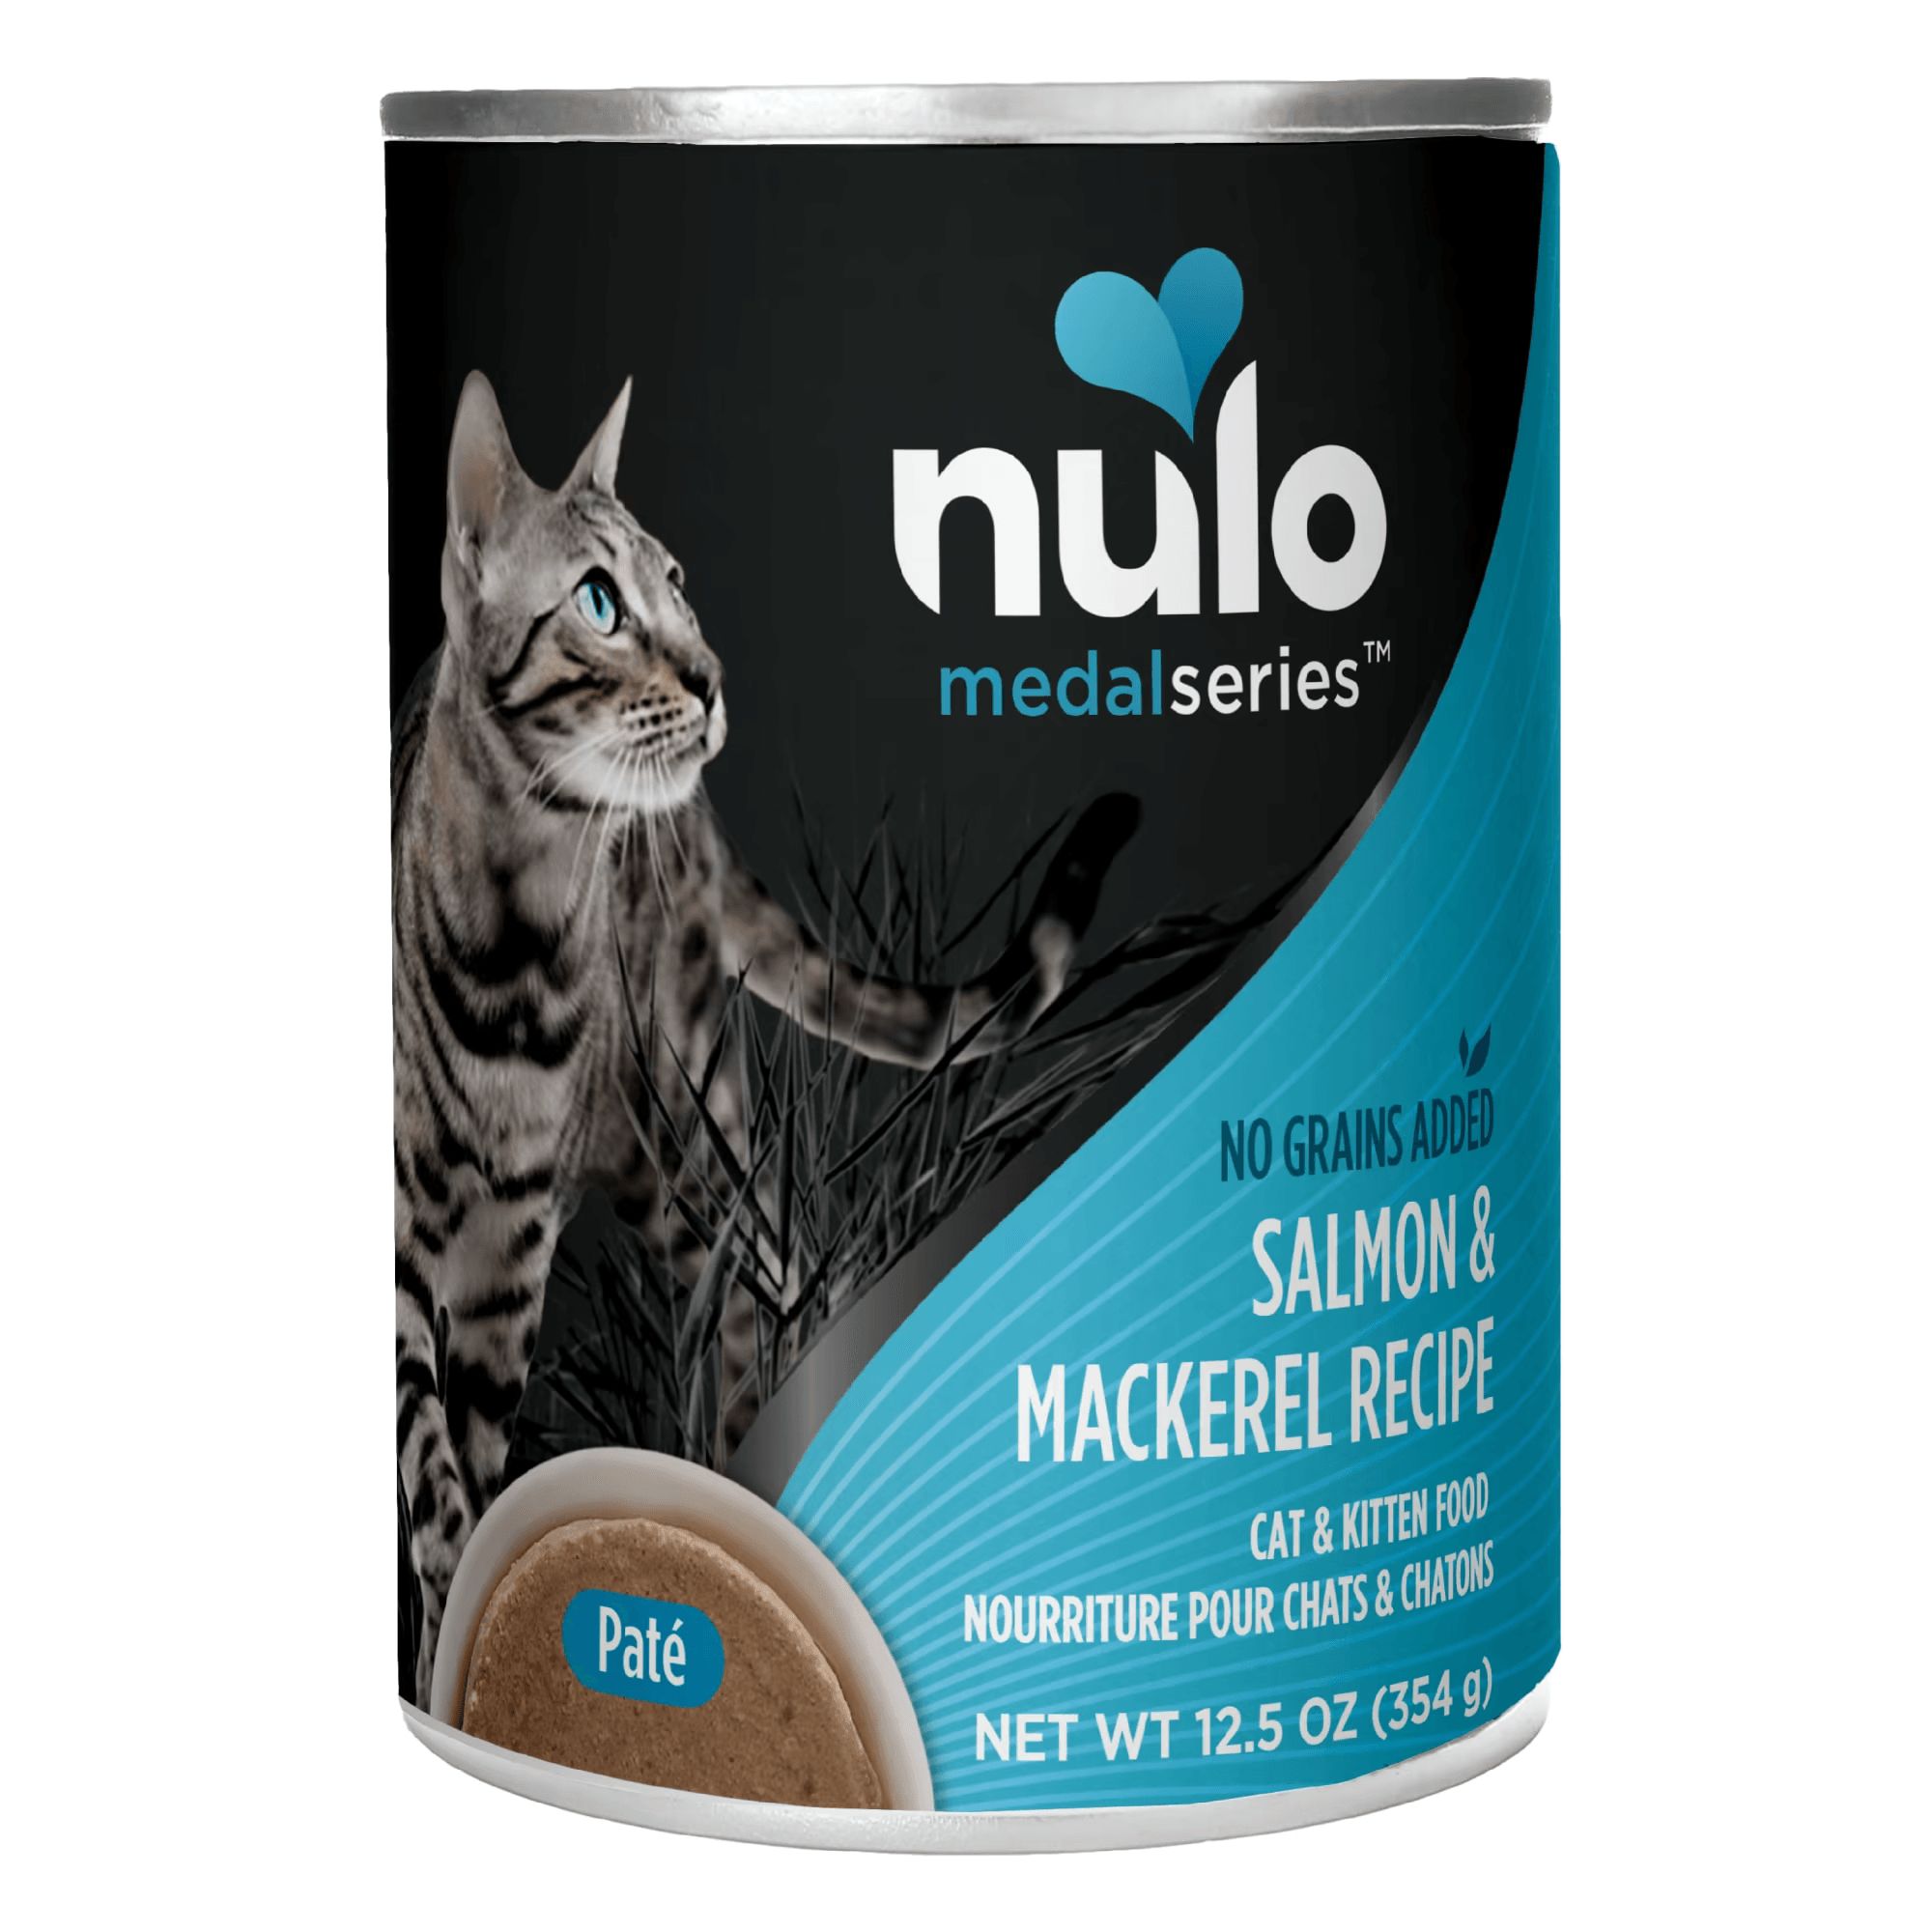 nulo
medalseries™
NO GRAINS ADDED
SALMON &
MACKEREL RECIPE
CAT & KITTEN FOOD
NOURRITURE POUR CHATS & CHATONS
Paté
NET WT 12.5 OZ (354 g)